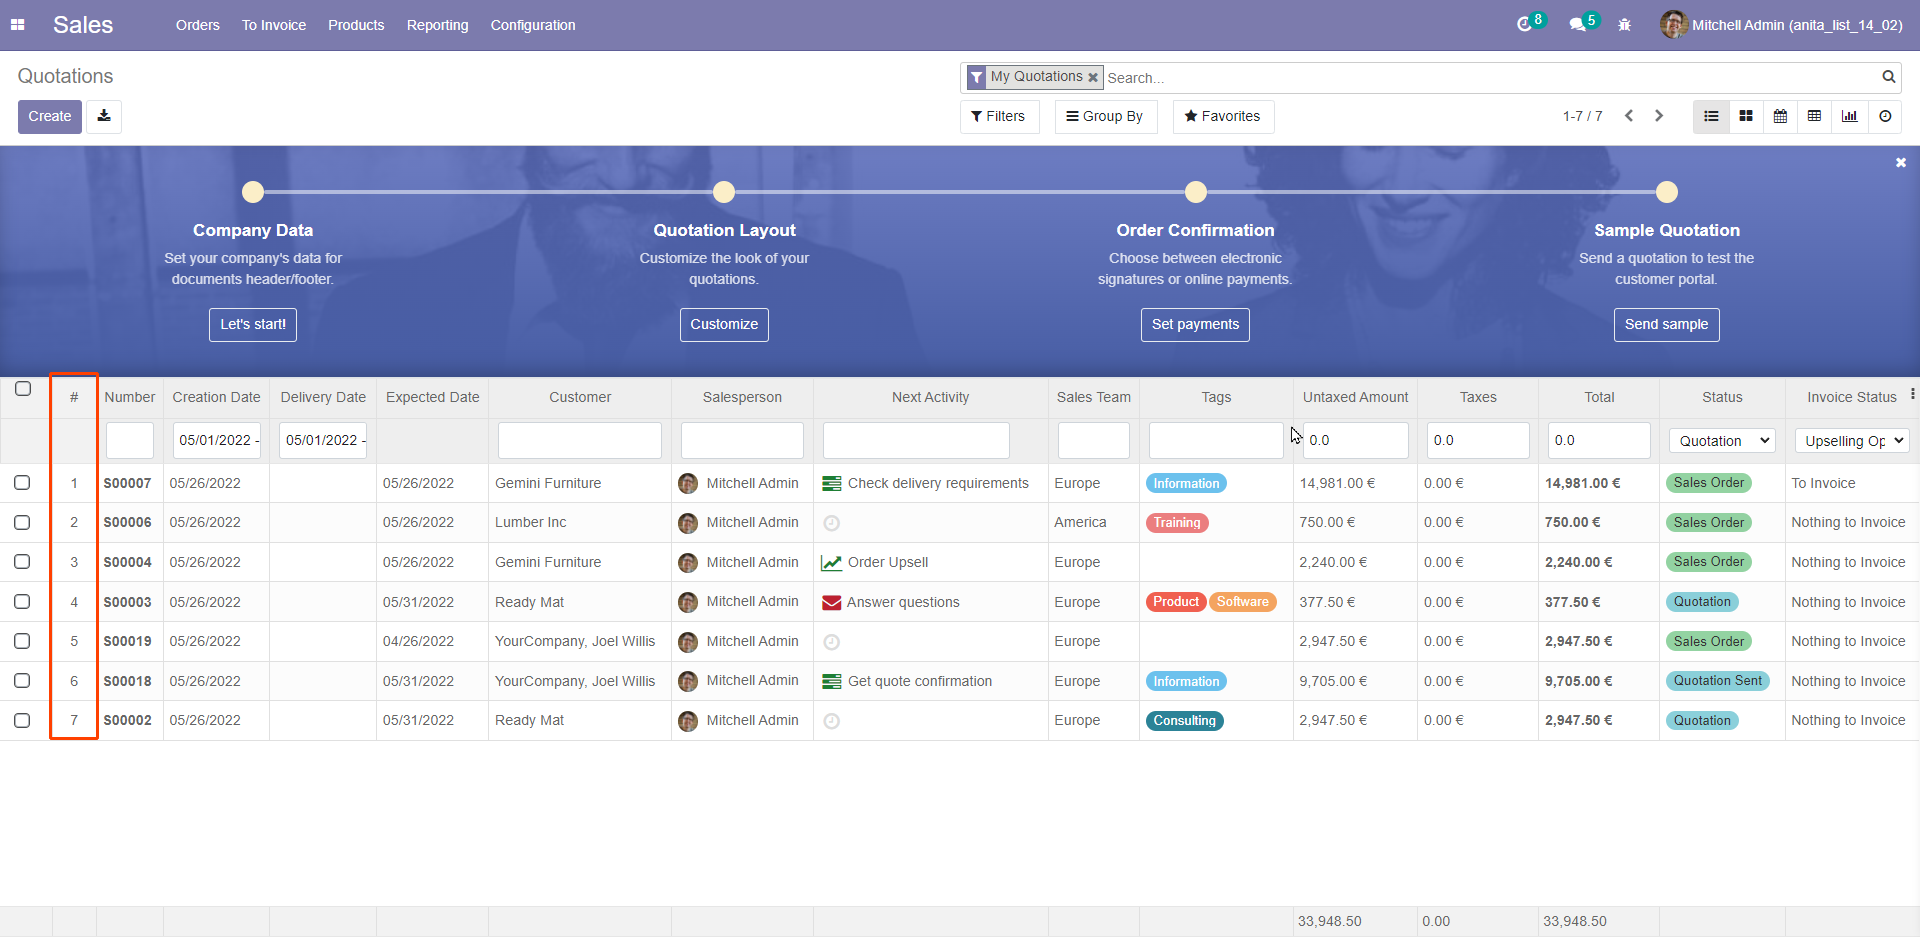 Sales Orders To Invoice Products Reporting Configuration 8 5 Mitchell Admin (anita_list_14_02)
Quotations My Quotations Search...
Create Filters Group By Favorites 1-7 / 7
Company Data Quotation Layout Order Confirmation Sample Quotation
Set your company's data for Customize the look of your Choose between electronic Send a quotation to test the
documents header/footer. quotations. signatures or online payments. customer portal.
Let's start! Customize Set payments Send sample
# Number Creation Date Delivery Date Expected Date Customer Salesperson Next Activity Sales Team Tags Untaxed Amount Taxes Total Status Invoice Status
05/01/2022 - 05/01/2022 - 0.0 0.0 0.0 Quotation Upselling Op
1 S00007 05/26/2022 05/26/2022 Gemini Furniture Mitchell Admin Check delivery requirements Europe Information 14,981.00 € 0.00 € 14,981.00 € Sales Order To Invoice
2 S00006 05/26/2022 05/26/2022 Lumber Inc Mitchell Admin America Training 750.00 € 0.00 € 750.00 € Sales Order Nothing to Invoice
3 S00004 05/26/2022 05/26/2022 Gemini Furniture Mitchell Admin Order Upsell Europe 2,240.00 € 0.00 € 2,240.00 € Sales Order Nothing to Invoice
4 S00003 05/26/2022 05/31/2022 Ready Mat Mitchell Admin Answer questions Europe Product Software 377.50 € 0.00 € 377.50 € Quotation Nothing to Invoice
5 S00019 05/26/2022 04/26/2022 YourCompany, Joel Willis Mitchell Admin Europe 2,947.50 € 0.00 € 2,947.50 € Sales Order Nothing to Invoice
6 S00018 05/26/2022 05/31/2022 YourCompany, Joel Willis Mitchell Admin Get quote confirmation Europe Information 9,705.00 € 0.00 € 9,705.00 € Quotation Sent Nothing to Invoice
7 S00002 05/26/2022 05/31/2022 Ready Mat Mitchell Admin Europe Consulting 2,947.50 € 0.00 € 2,947.50 € Quotation Nothing to Invoice
33,948.50 0.00 33,948.50